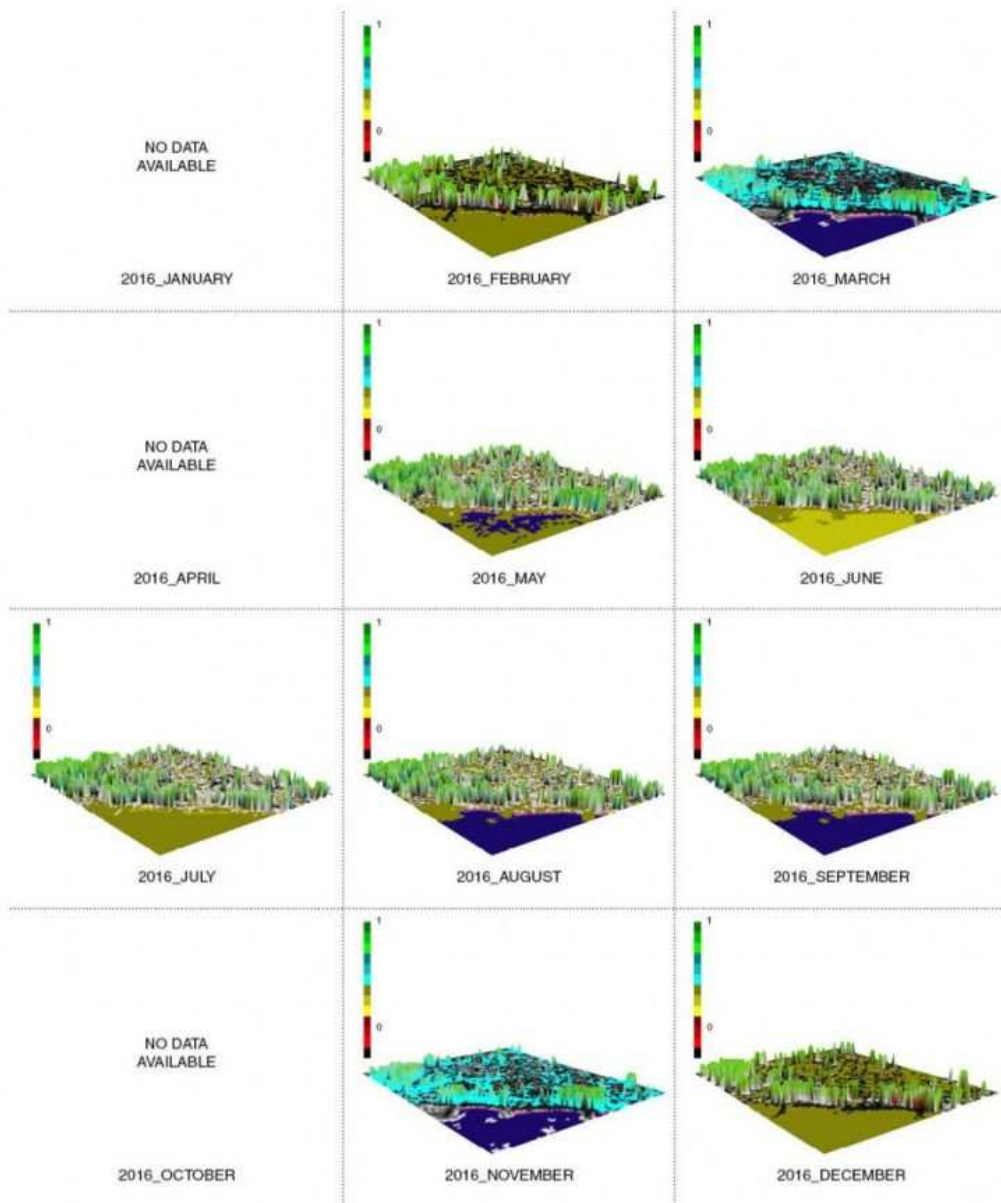 1
0
1
0
NO DATA
AVAILABLE
2016_JANUARY
2016_FEBRUARY
2016_MARCH
1
0
1
0
NO DATA
AVAILABLE
2016_APRIL
2016_MAY
2016_JUNE
1
0
1
0
1
0
2016_JULY
2016_AUGUST
2016_SEPTEMBER
1
0
1
0
NO DATA
AVAILABLE
2016_OCTOBER
2016_NOVEMBER
2016_DECEMBER